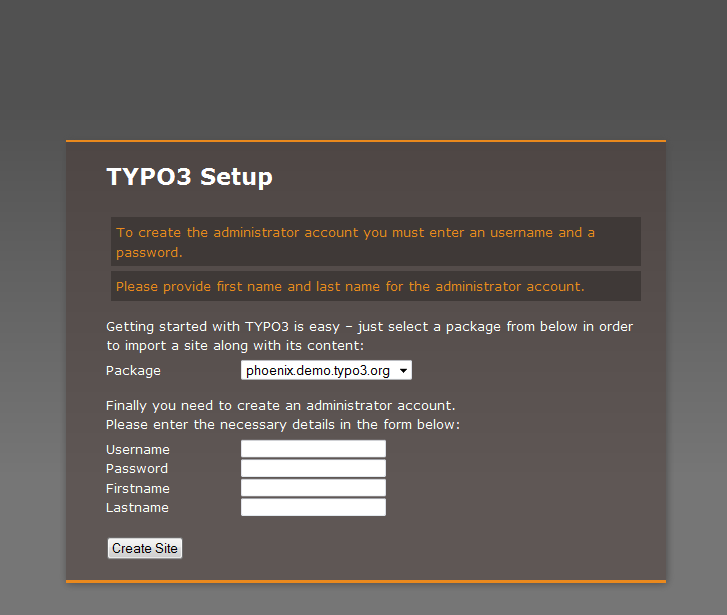 TYPO3 Setup
To create the administrator account you must enter an username and a
password.
Please provide first name and last name for the administrator account.
Getting started with TYPO3 is easy – just select a package from below in order
to import a site along with its content:
Package phoenix.demo.typo3.org
Finally you need to create an administrator account.
Please enter the necessary details in the form below:
Username
Password
Firstname
Lastname
Create Site